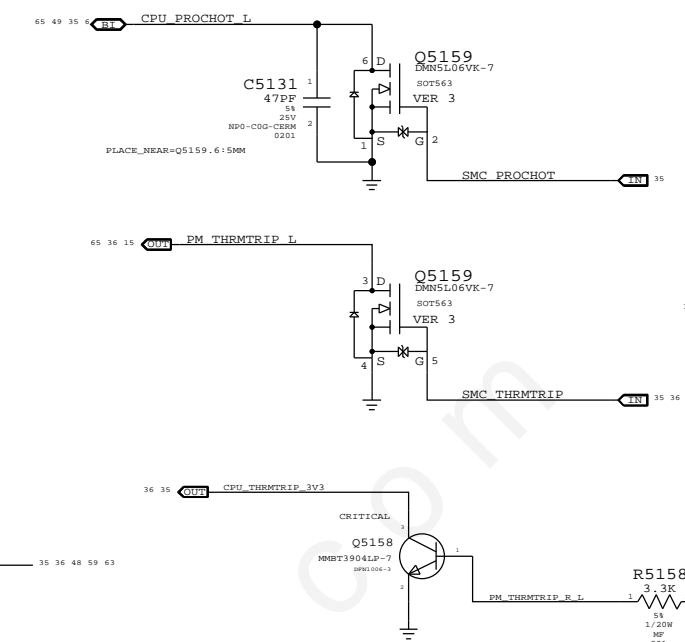 65 49 35 6 BI CPU_PROCHOT_L
6 D Q5159
DMN5L06VK-7
SOT563
VER 3
C5131
47PF
5%
25V
NP0-C0G-CERM
0201
1
2
PLACE_NEAR=Q5159.6:5MM
1 S G 2
SMC_PROCHOT IN 35
65 36 15 OUT PM_THRMTRIP_L
3 D Q5159
DMN5L06VK-7
SOT563
VER 3
4 S G 5
SMC_THRMTRIP IN 35 36
36 35 OUT CPU_THRMTRIP_3V3
CRITICAL
3
Q5158
MMBT3904LP-7
DFN1006-3
1
2
35 36 48 59 63
PM_THRMTRIP_R_L
R5158
1 3.3K
5%
1/20W
MF
com